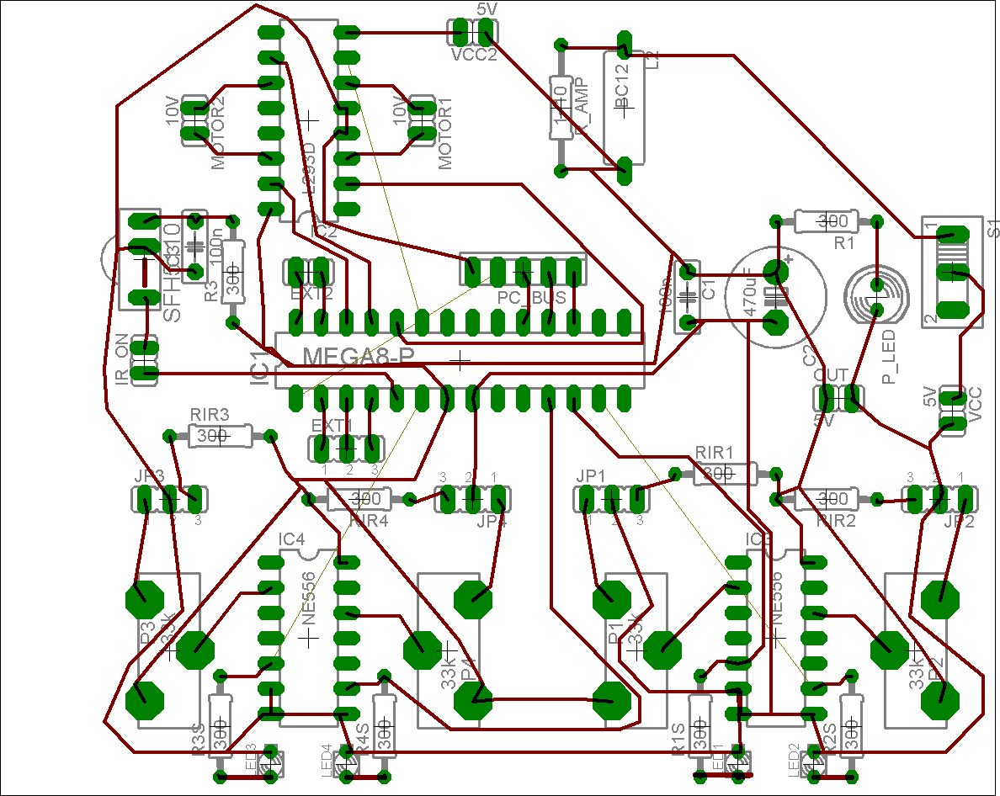 5V
VCC2
L2
BC12
R_AMP
10V
MOTOR2
10V
MOTOR1
L293D
IC2
100n
R3
300
EXT2
PC_BUS
100n
C1
470uF
+
C2
300
R1
P_LED
1
2
S1
MEGA8-P
IC1
IR_ON
OUT
5V
5V
VCC
RIR3
300
EXT1
1
2
3
RIR1
300
JP3
3
300
RIR4
3
2
1
JP4
JP1
1
2
3
300
RIR2
3
2
1
JP2
IC4
NE556
IC3
NE556
P3
33k
33k
P4
P1
33k
33k
P2
R3S
300
LED3
LED4
R4S
300
R1S
300
LED1
LED2
R2S
300